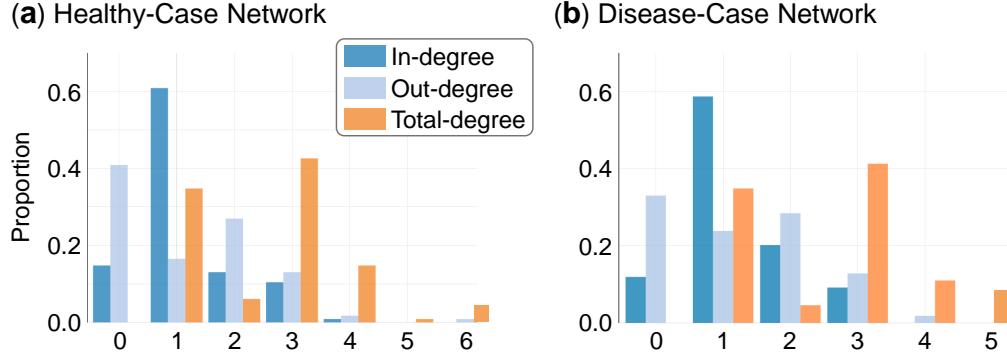 (a) Healthy-Case Network
(b) Disease-Case Network
In-degree
Out-degree
Total-degree
Proportion
0.6
0.4
0.2
0.0
0 1 2 3 4 5 6
0.6
0.4
0.2
0.0
0 1 2 3 4 5